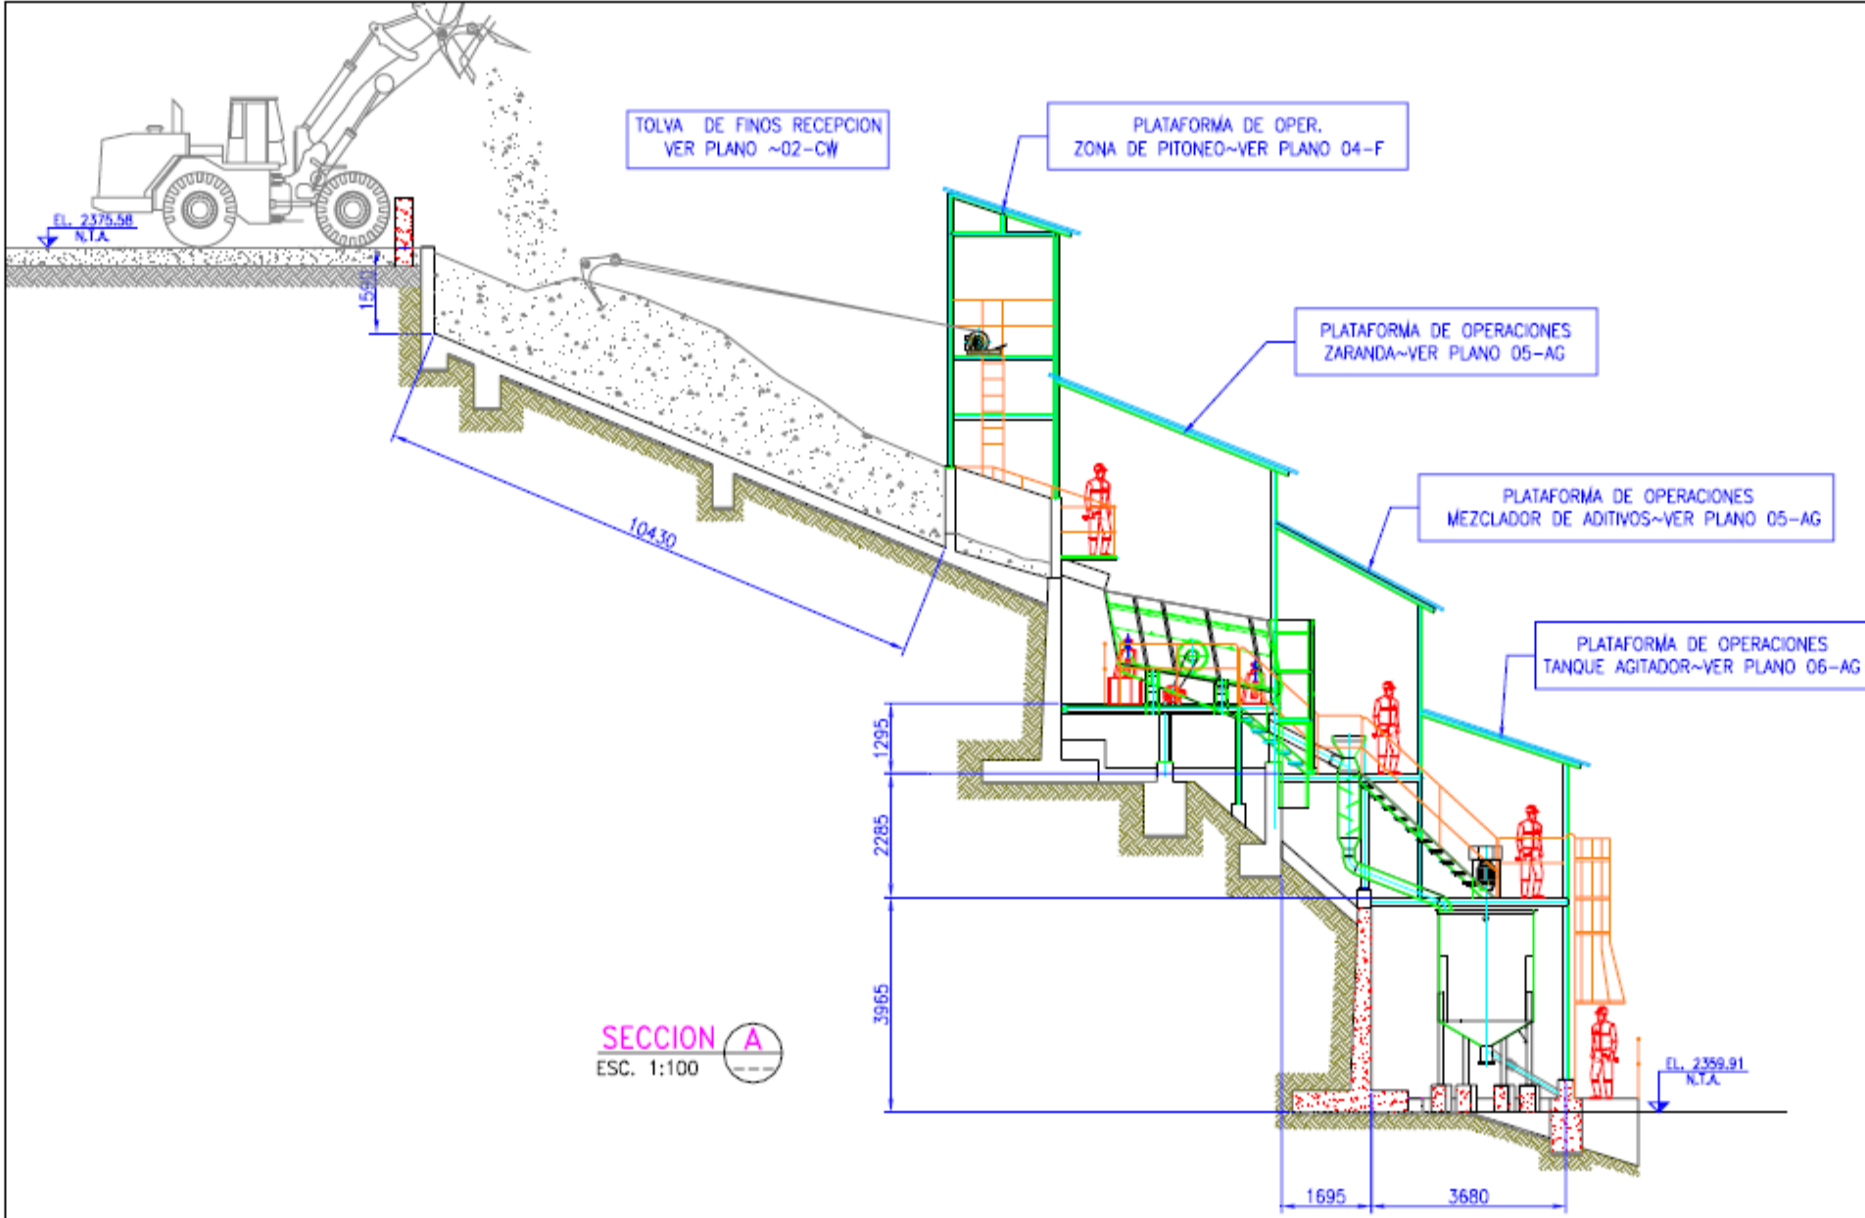 TOLVA DE FINOS RECEPCION
VER PLANO ~02-CW
PLATAFORMA DE OPER.
ZONA DE PITONEO~VER PLANO 04-F
EL. 2375.58
N.T.A.
1590
PLATAFORMA DE OPERACIONES
ZARANDA~VER PLANO 05-AG
PLATAFORMA DE OPERACIONES
MEZCLADOR DE ADITIVOS~VER PLANO 05-AG
10430
PLATAFORMA DE OPERACIONES
TANQUE AGITADOR~VER PLANO 06-AG
1295
2285
3965
SECCION A
ESC. 1:100
EL. 2359.91
N.T.A.
1695
3680